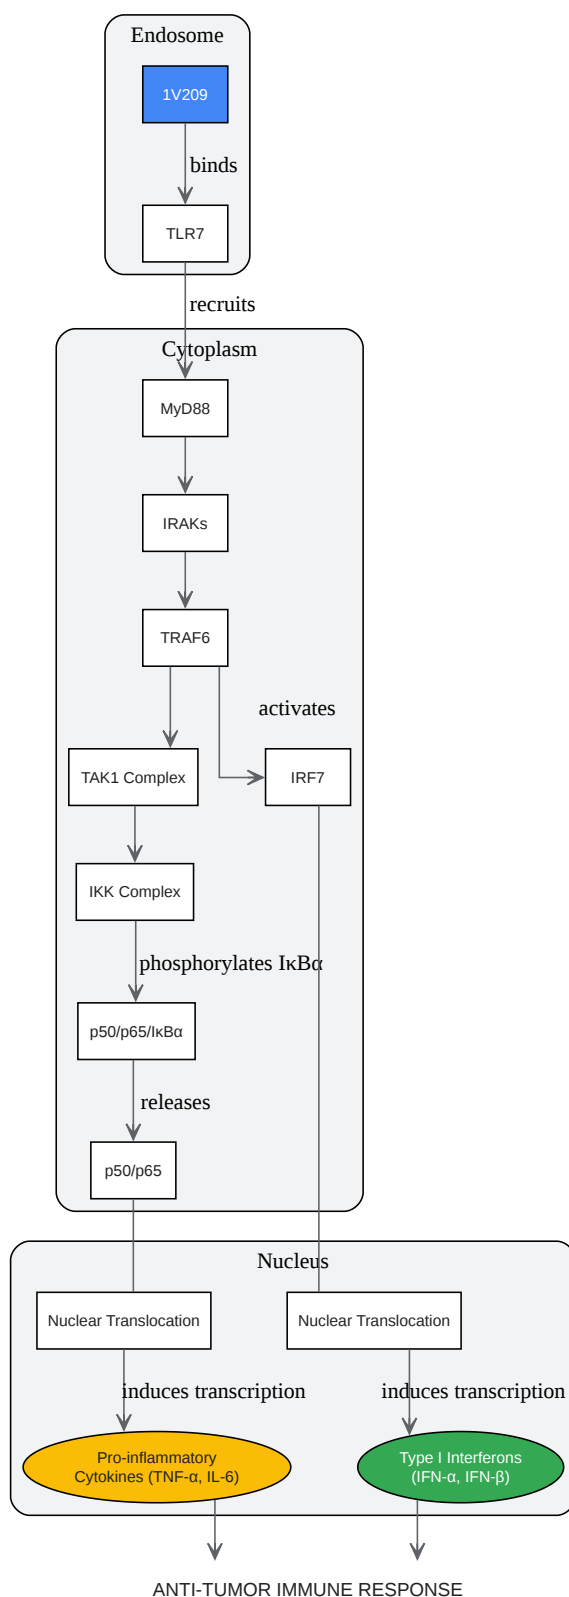 Endosome
1V209
binds
TLR7
recruits
Cytoplasm
MyD88
IRAKs
TRAF6
activates
TAK1 Complex
IRF7
IKK Complex
phosphorylates IκBα
p50/p65/IκBα
releases
p50/p65
Nucleus
Nuclear Translocation
Nuclear Translocation
induces transcription
induces transcription
Pro-inflammatory
Cytokines (TNF-α, IL-6)
Type I Interferons
(IFN-α, IFN-β)
ANTI-TUMOR IMMUNE RESPONSE